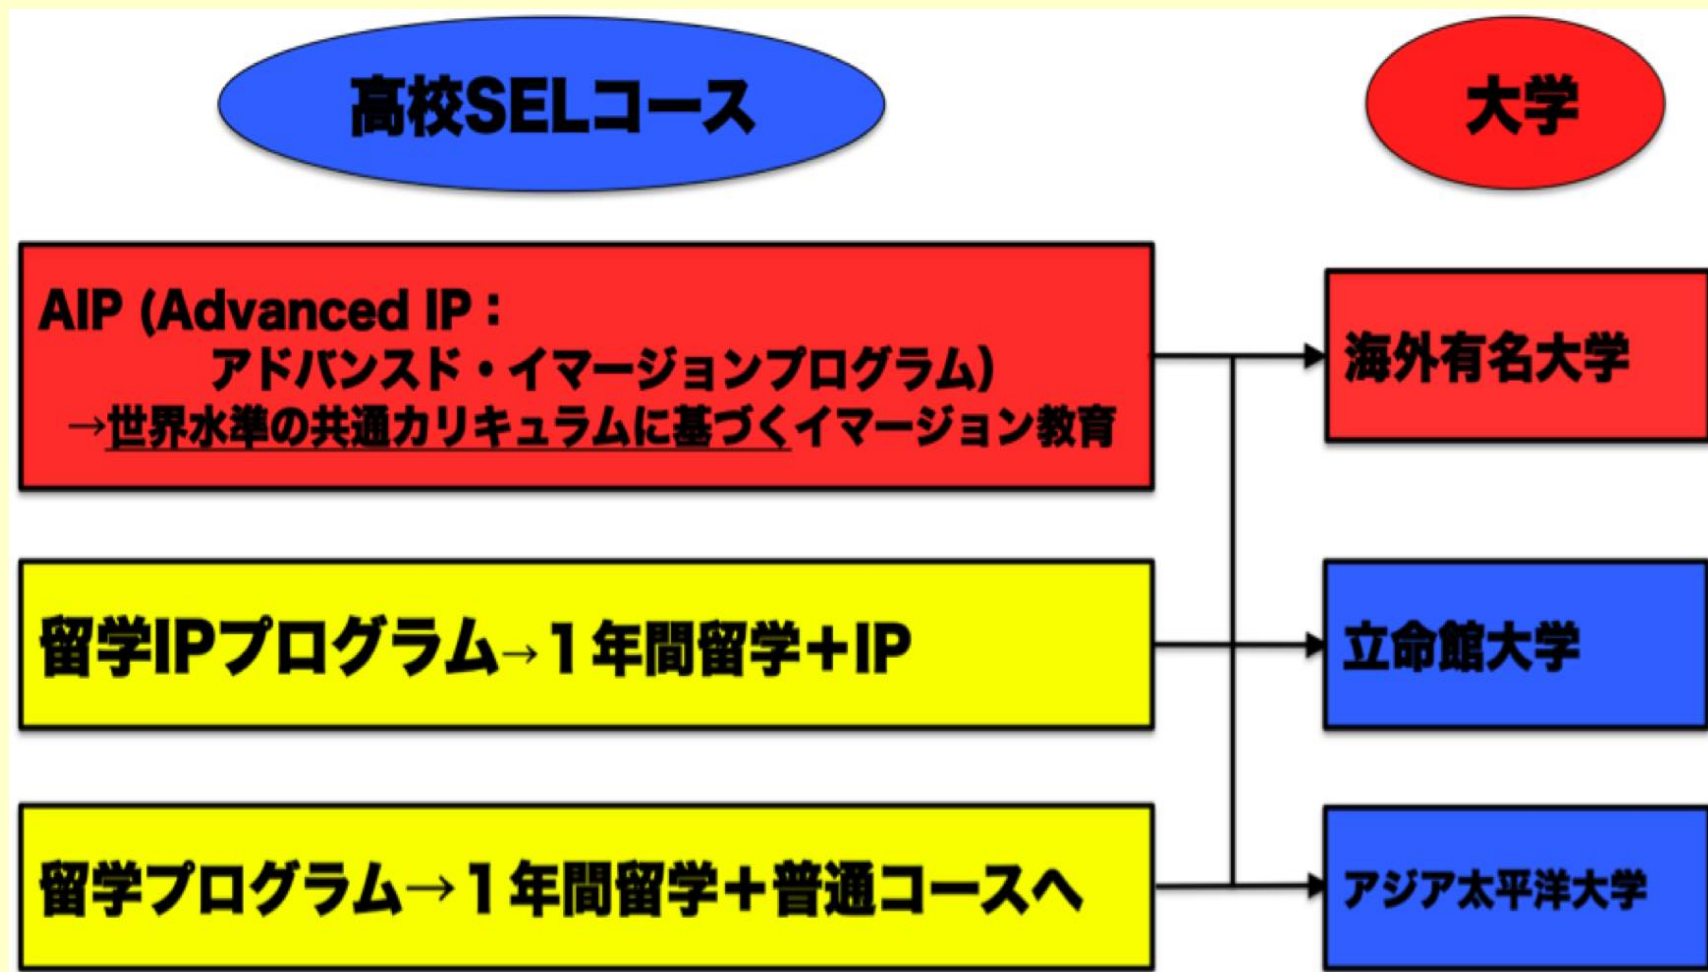 高校SELコース
大学
AIP (Advanced IP：
アドバンスド・イマージョンプログラム)
→世界水準の共通カリキュラムに基づくイマージョン教育
海外有名大学
留学IPプログラム→１年間留学＋IP
立命館大学
留学プログラム→１年間留学＋普通コースへ
アジア太平洋大学